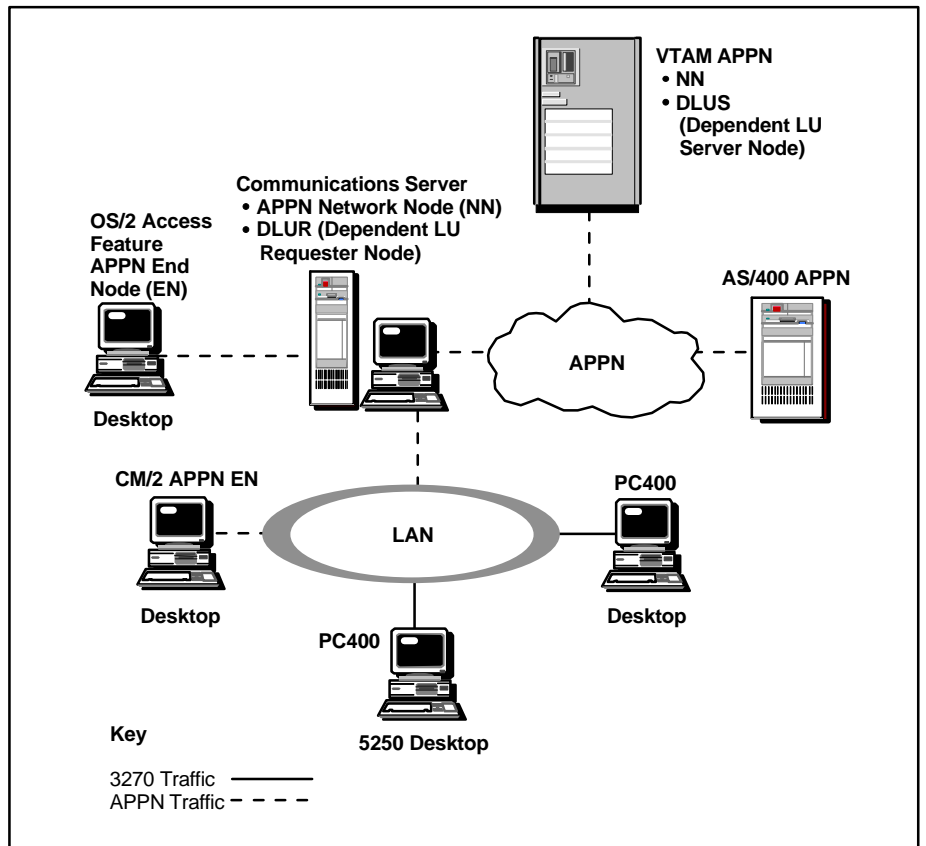 VTAM APPN
• NN
• DLUS
(Dependent LU
Server Node)
Communications Server
• APPN Network Node (NN)
• DLUR (Dependent LU
Requester Node)
OS/2 Access
Feature
APPN End
Node (EN)
Desktop
AS/400 APPN
APPN
CM/2 APPN EN
Desktop
LAN
PC400
Desktop
PC400
5250 Desktop
Key
3270 Traffic
APPN Traffic